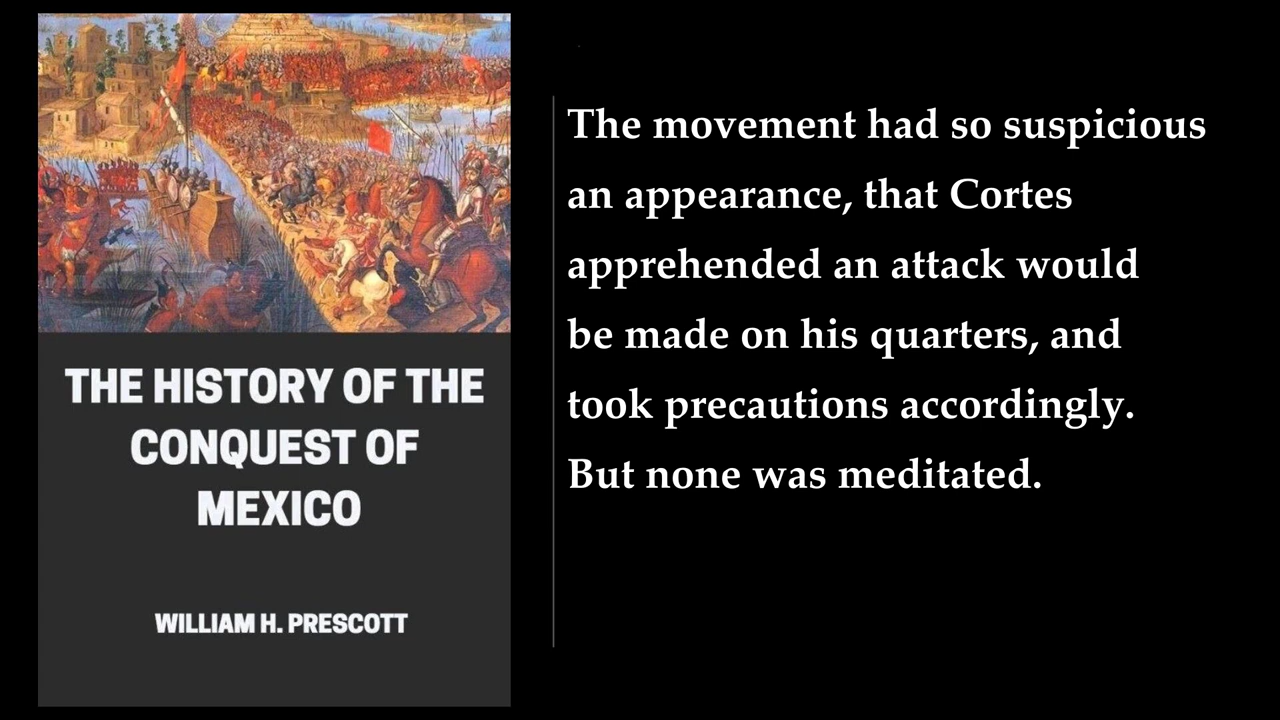 THE HISTORY OF THE
CONQUEST OF
MEXICO
WILLIAM H. PRESCOTT
The movement had so suspicious
an appearance, that Cortes
apprehended an attack would
be made on his quarters, and
took precautions accordingly.
But none was meditated.